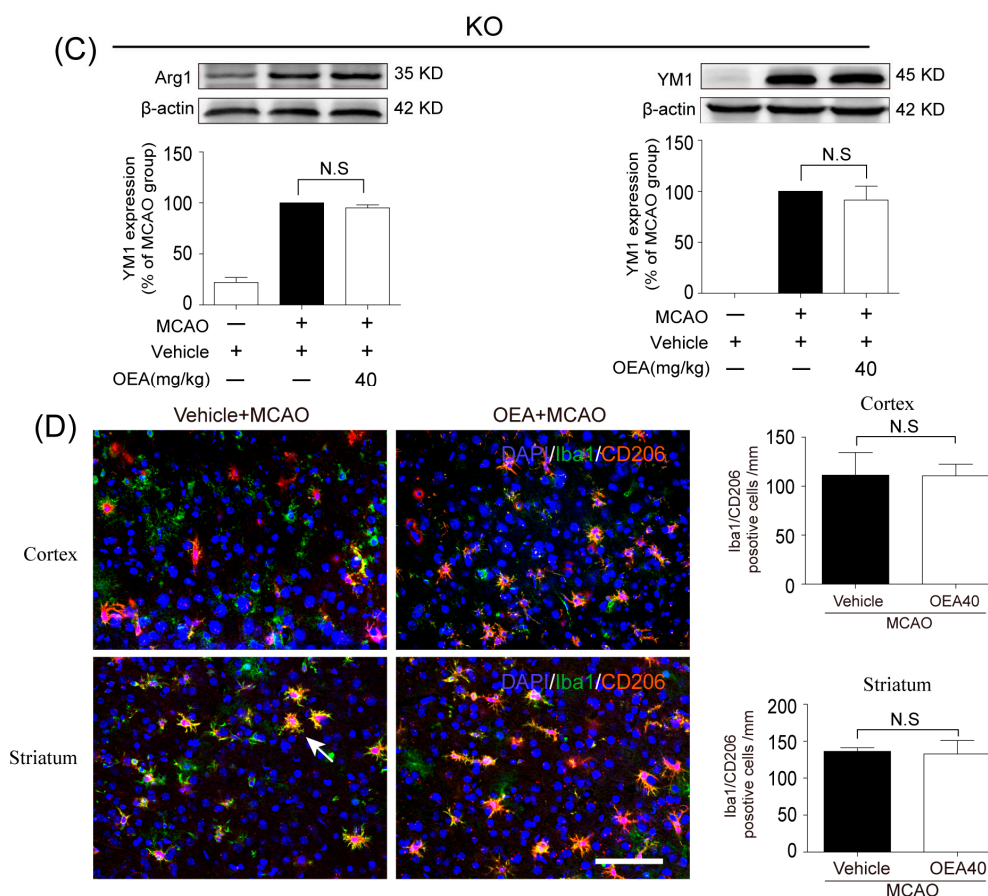 KO
(C)
Arg1
35 KD
β-actin
42 KD
YM1 expression
(% of MCAO group)
150
100
50
0
N.S
MCAO — + +
Vehicle + + +
OEA(mg/kg) — — 40
YM1
45 KD
β-actin
42 KD
YM1 expression
(% of MCAO group)
150
100
50
0
N.S
MCAO — + +
Vehicle + + +
OEA(mg/kg) — — 40
(D)
Vehicle+MCAO
OEA+MCAO
Cortex
DAPI/Iba1/CD206
Striatum
DAPI/Iba1/CD206
Cortex
Iba1/CD206
posotive cells /mm
150
100
50
0
N.S
Vehicle OEA40
MCAO
Striatum
Iba1/CD206
posotive cells /mm
200
150
100
50
0
N.S
Vehicle OEA40
MCAO